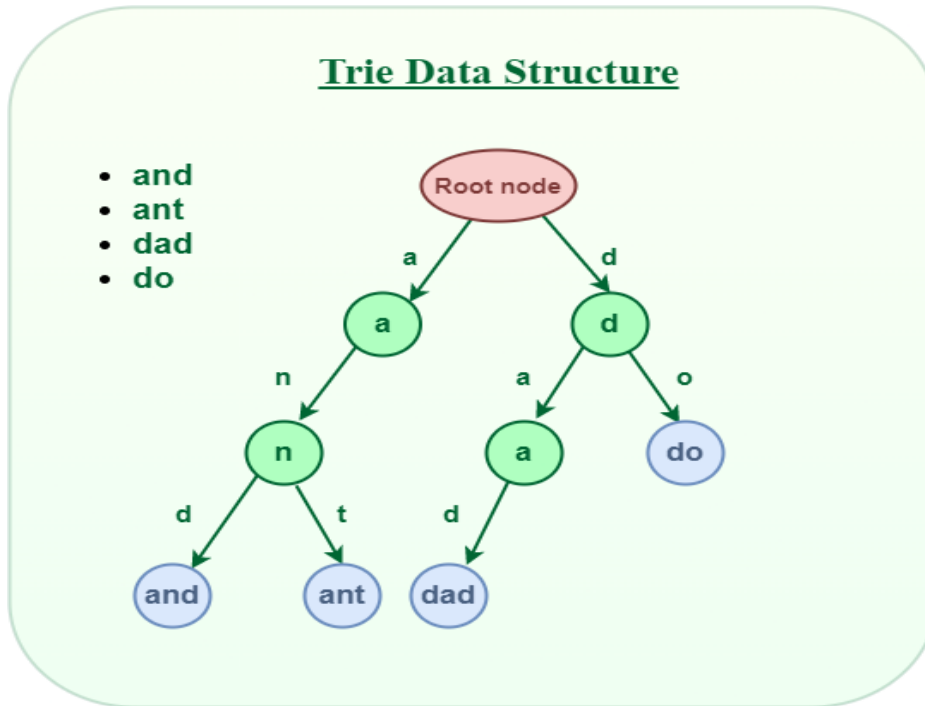 Trie Data Structure
• and
• ant
• dad
• do
Root node
a d
a d
n a o
n a do
d t d
and ant dad